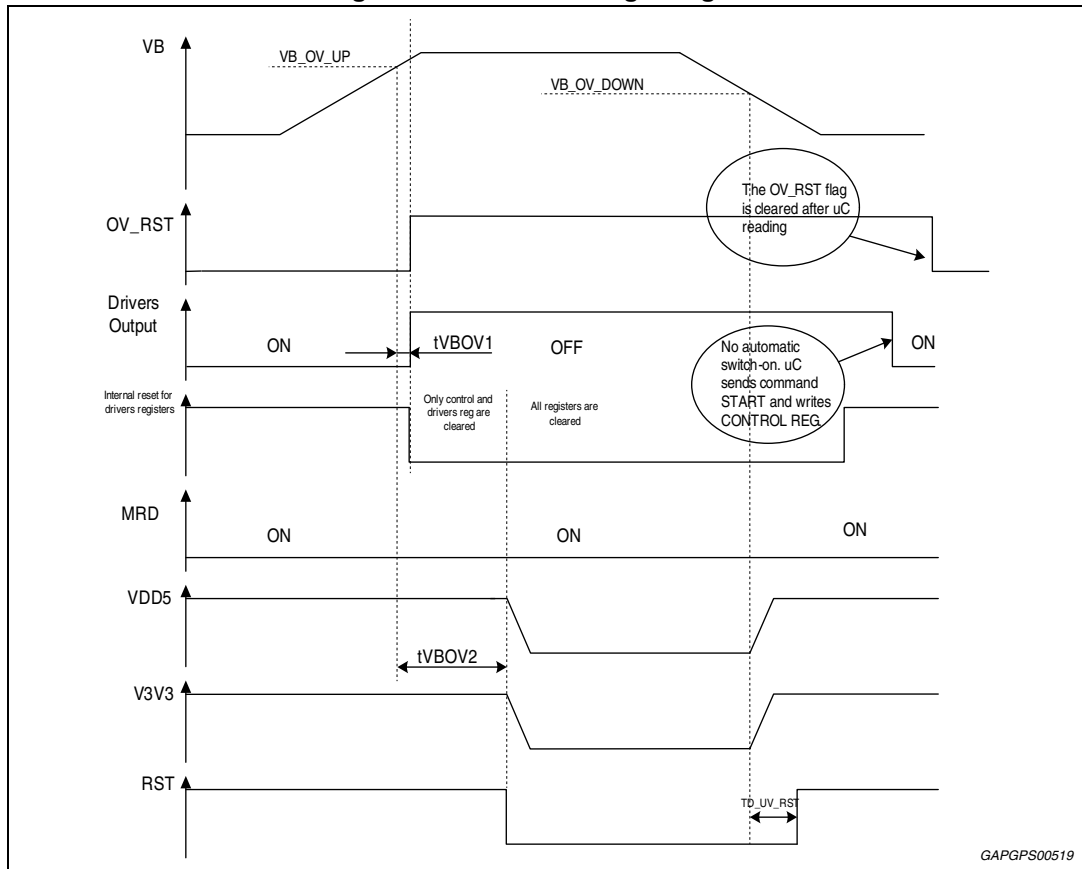 VB
VB_OV_UP
VB_OV_DOWN
The OV_RST flag
is cleared after uC
reading
OV_RST
Drivers
Output
ON
tVBOV1
OFF
No automatic
switch-on. uC
sends command
START and writes
CONTROL REG.
ON
Internal reset for
drivers registers
Only control and
drivers reg are
cleared
All registers are
cleared
MRD
ON
ON
ON
VDD5
tVBOV2
V3V3
RST
TD_UV_RST
GAPGPS00519